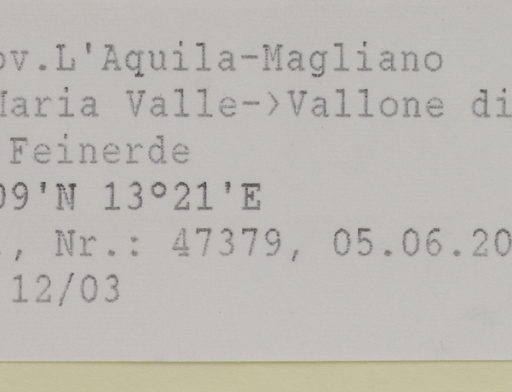 ov.L'Aquila-Magliano
Maria Valle->Vallone di
Feinerde
09'N 13°21'E
., Nr.: 47379, 05.06.20
12/03